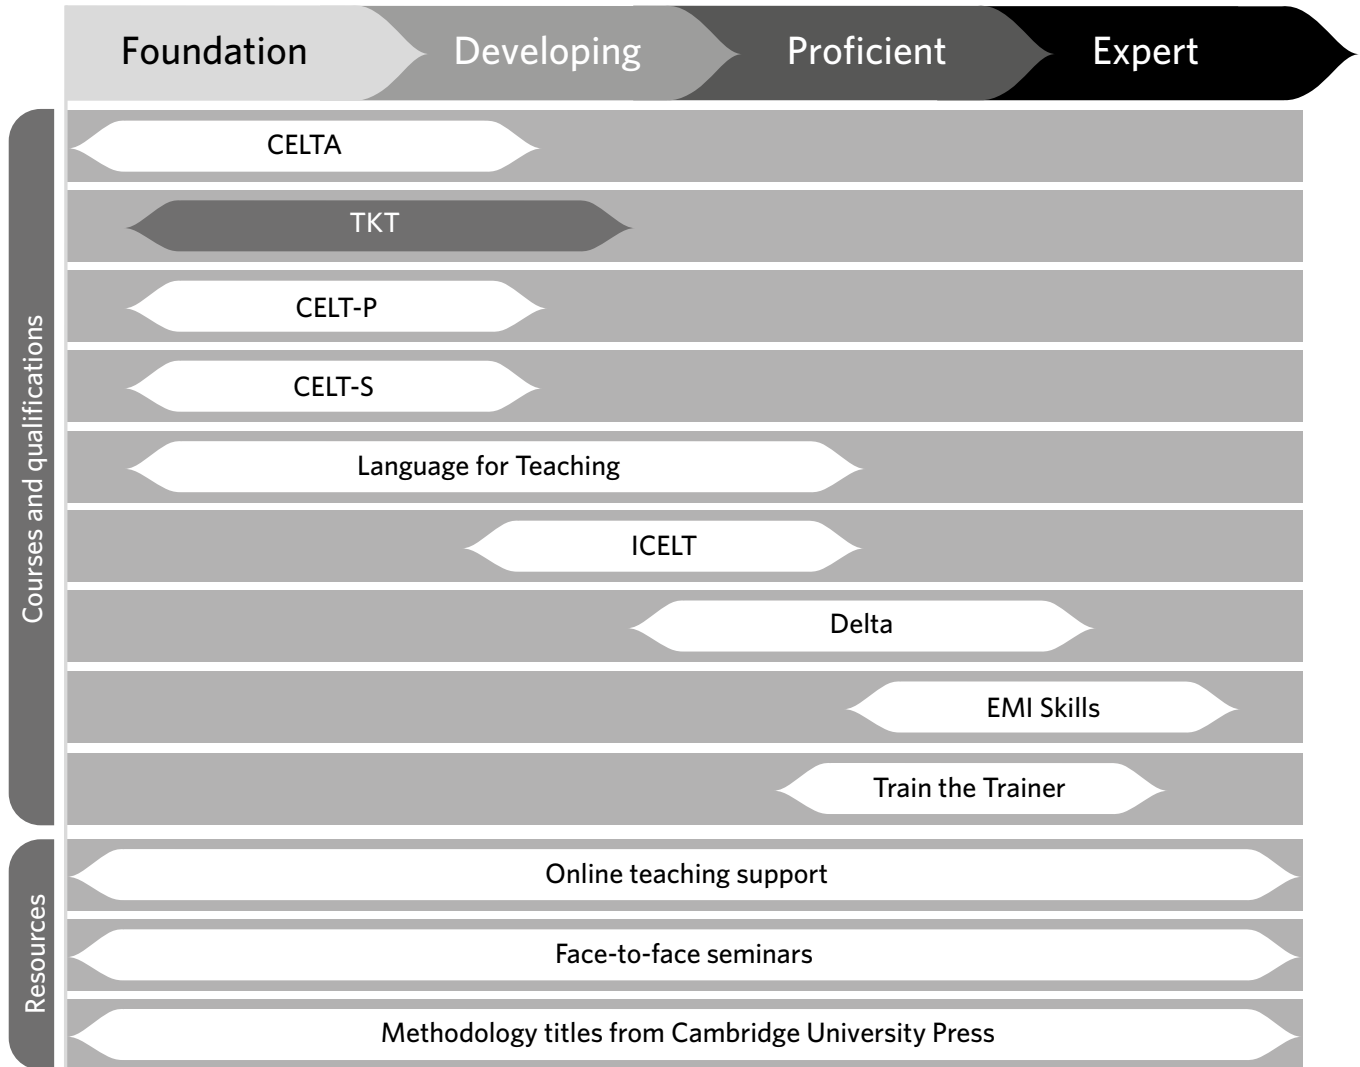 Foundation Developing Proficient Expert
Courses and qualifications
CELTA
TKT
CELT-P
CELT-S
Language for Teaching
ICELT
Delta
EMI Skills
Train the Trainer
Resources
Online teaching support
Face-to-face seminars
Methodology titles from Cambridge University Press